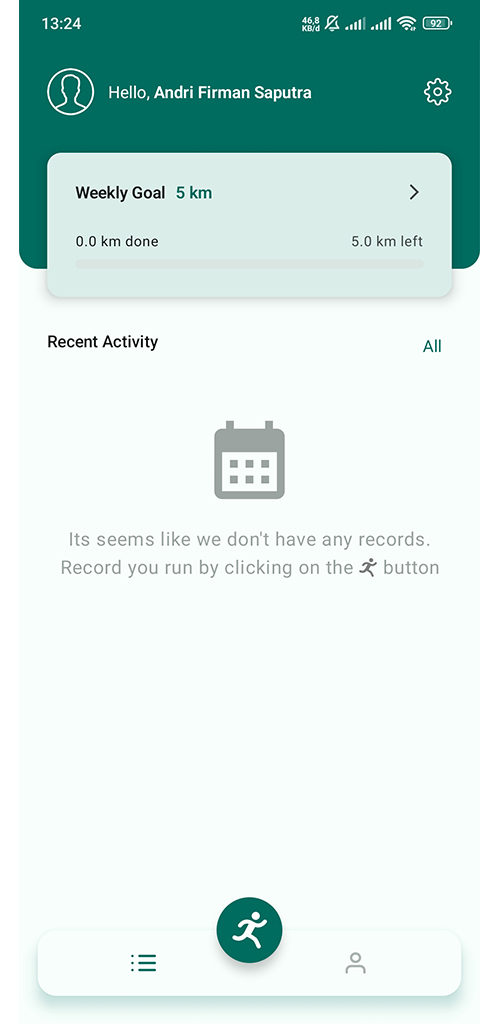 13:24
46,8
KB/d
92
Hello, Andri Firman Saputra
Weekly Goal 5 km
0.0 km done 5.0 km left
Recent Activity
All
Its seems like we don't have any records.
Record you run by clicking on the button